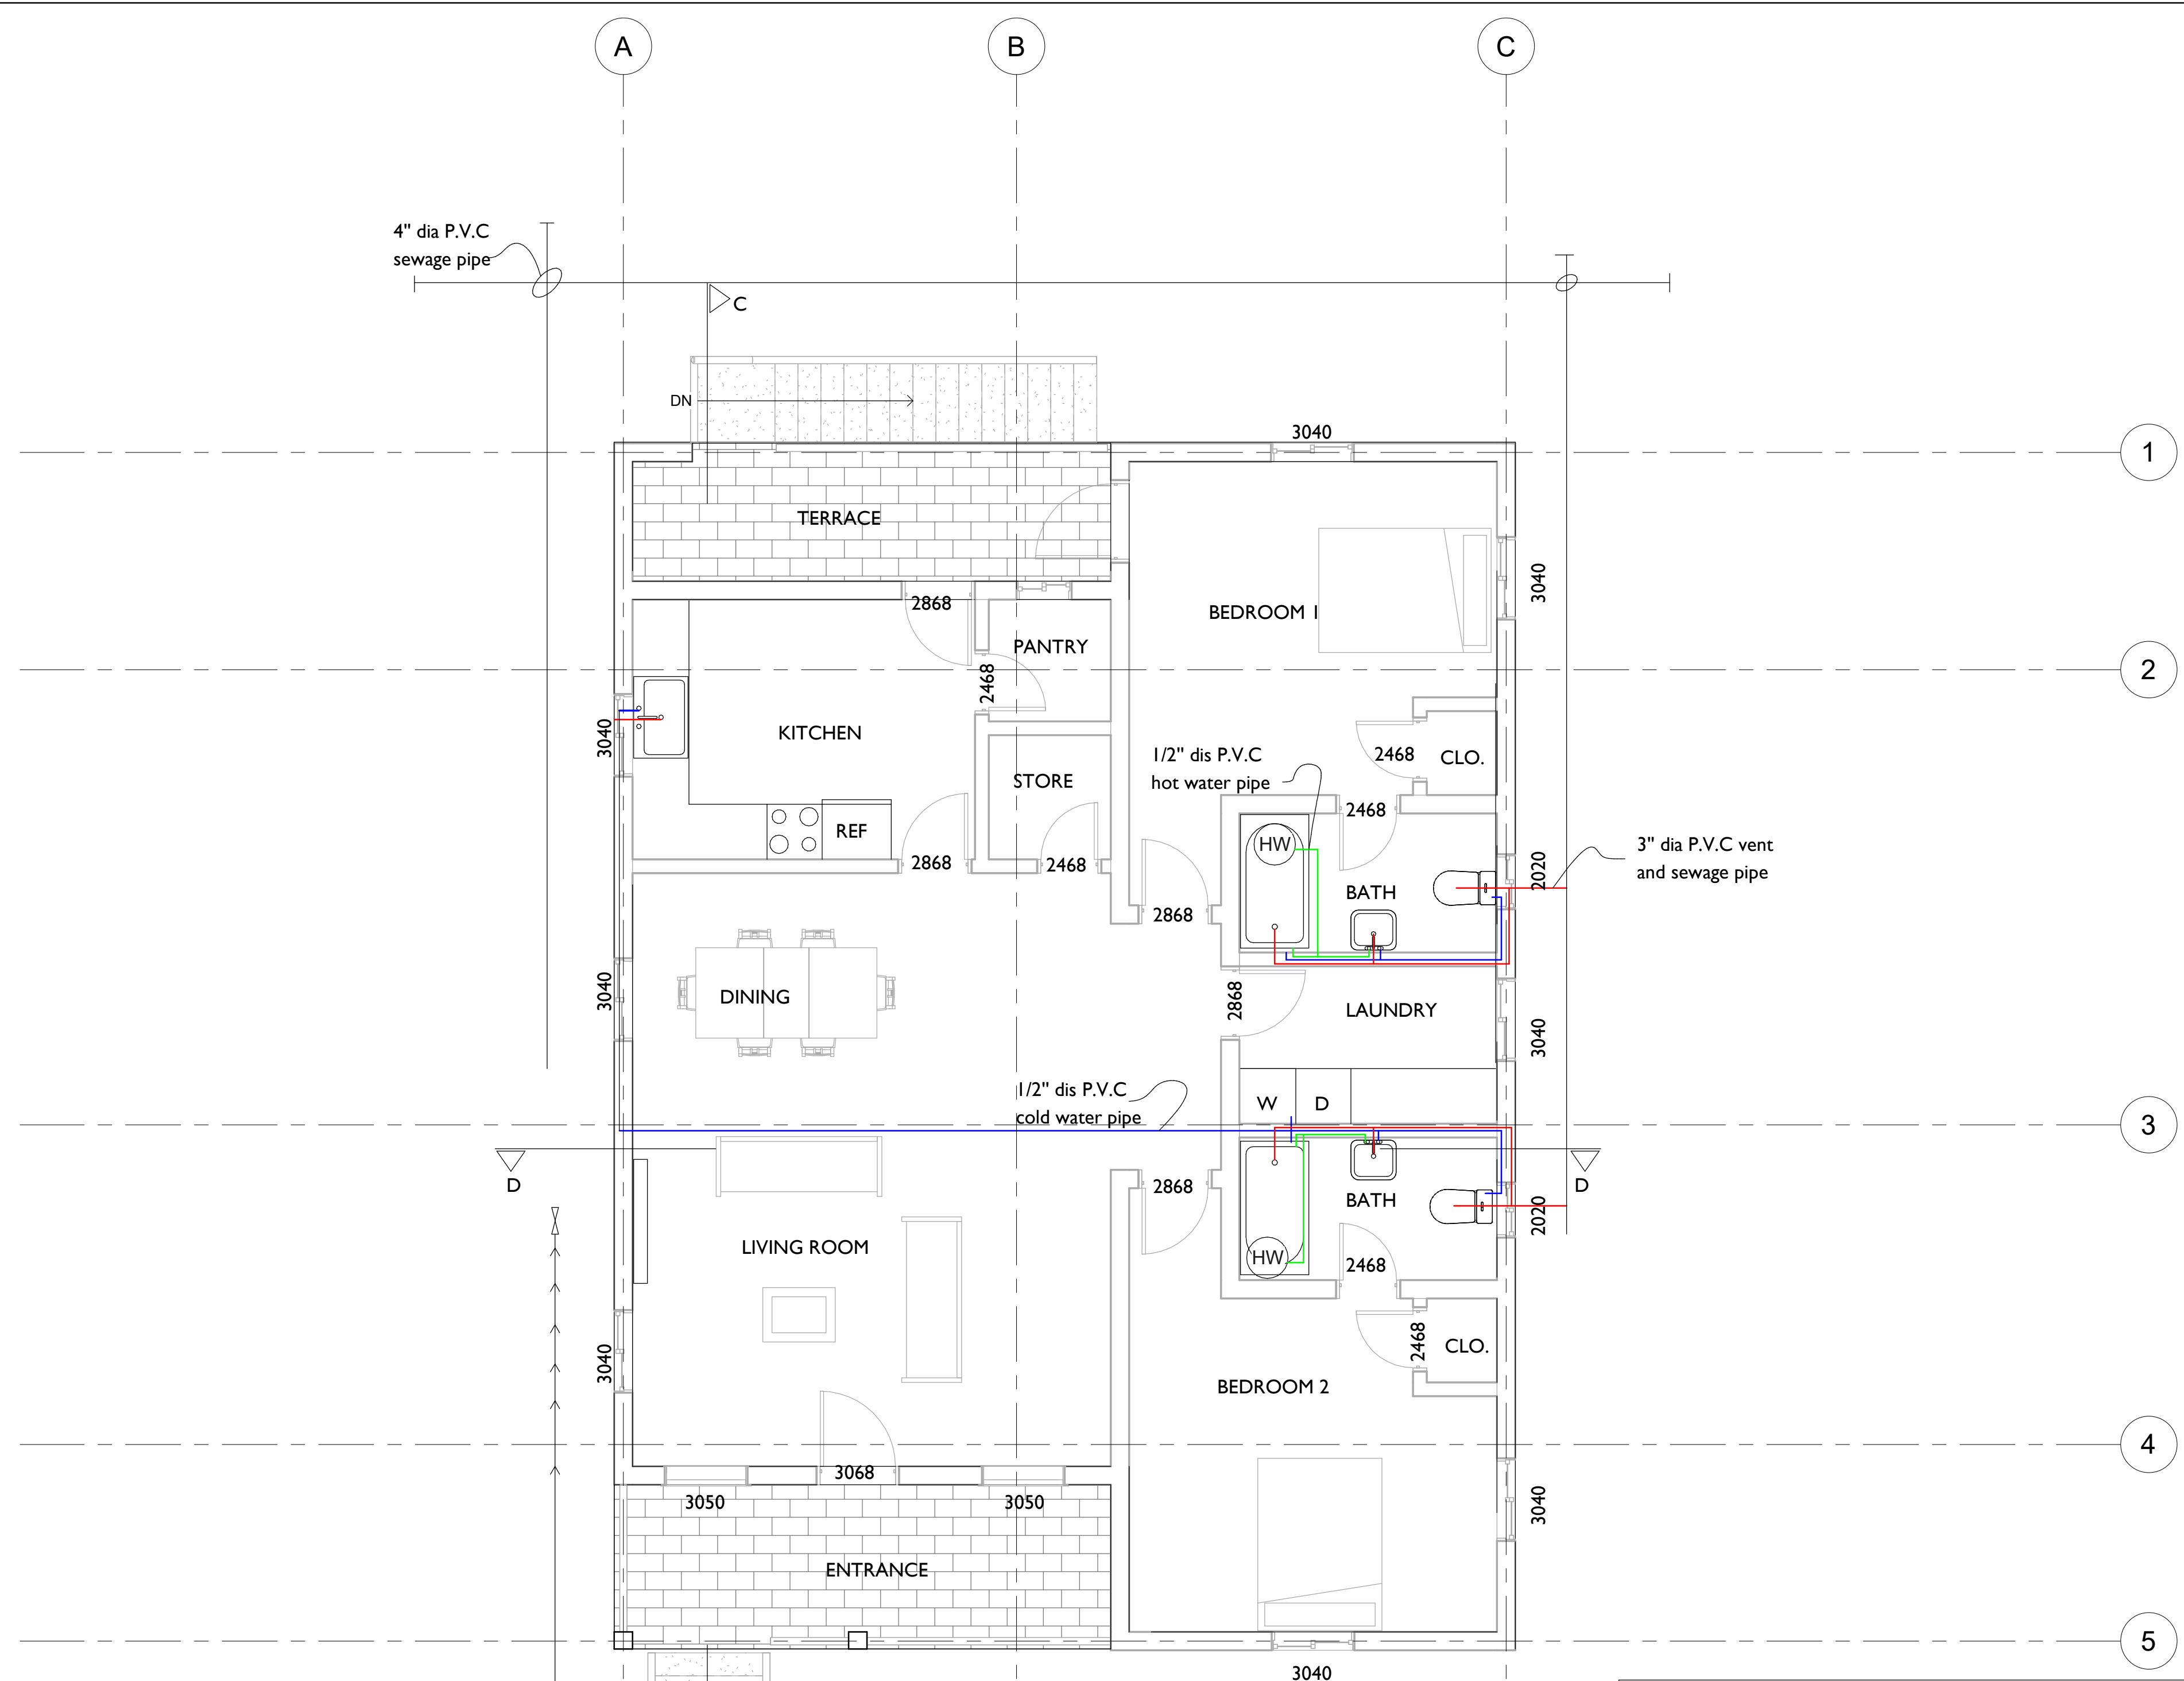 A
B
C
4" dia P.V.C
sewage pipe
C
DN
3040
1
TERRACE
2868
3040
BEDROOM 1
PANTRY
2468
2
KITCHEN
3040
2468
CLO.
1/2" dis P.V.C
hot water pipe
STORE
2468
REF
HW
3" dia P.V.C vent
and sewage pipe
2868
2468
2020
BATH
2868
DINING
3040
2868
LAUNDRY
3040
1/2" dis P.V.C
cold water pipe
W
D
3
D
D
2868
BATH
2020
LIVING ROOM
HW
2468
3040
2468
CLO.
BEDROOM 2
4
3068
3050
3050
3040
ENTRANCE
5
3040